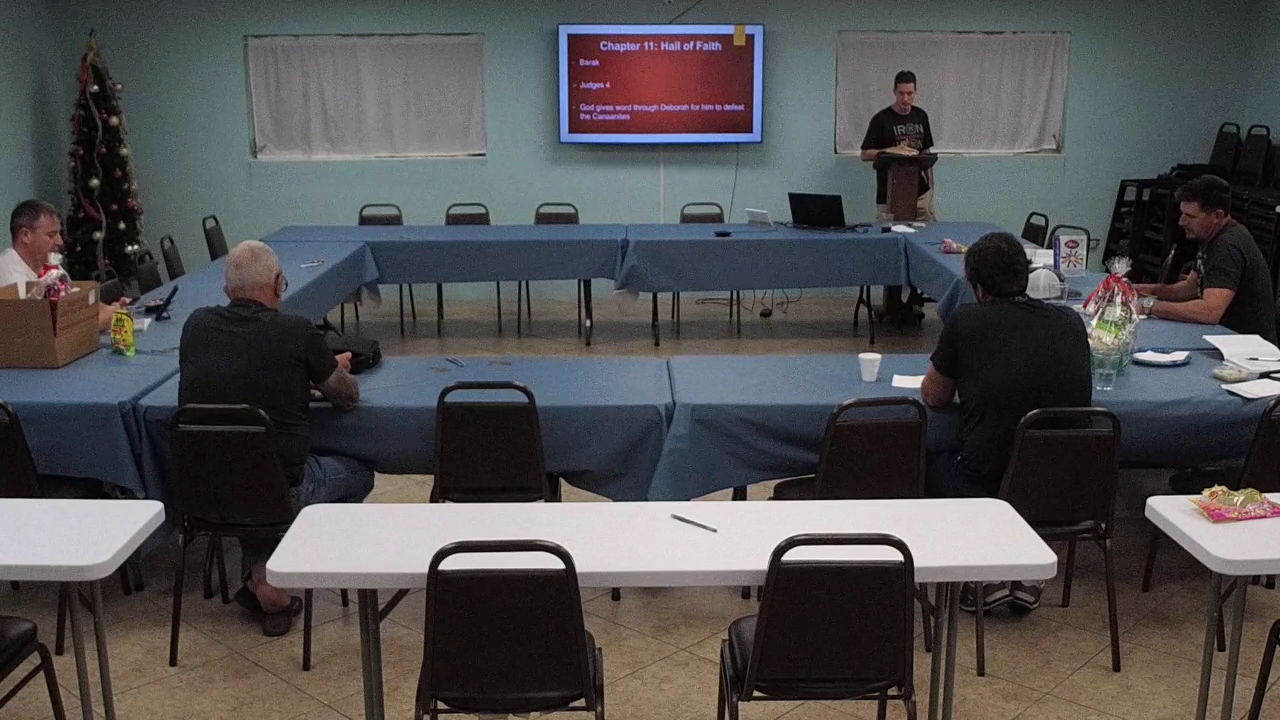 Chapter 11: Hall of Faith
Barak
Judges 4
God gives word through Deborah for him to defeat
the Canaanites
IRON